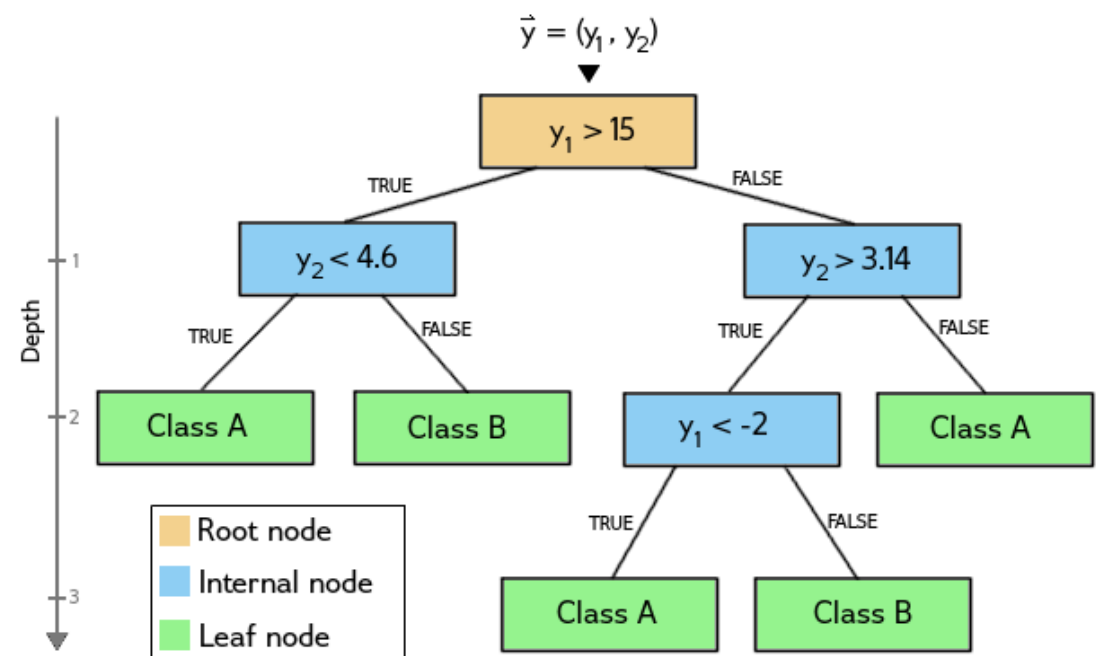 y⃗ = (y₁, y₂)
y₁ > 15
TRUE
FALSE
y₂ < 4.6
y₂ > 3.14
1
Depth
TRUE
FALSE
TRUE
FALSE
2
Class A
Class B
y₁ < -2
Class A
TRUE
FALSE
Root node
Internal node
Leaf node
3
Class A
Class B